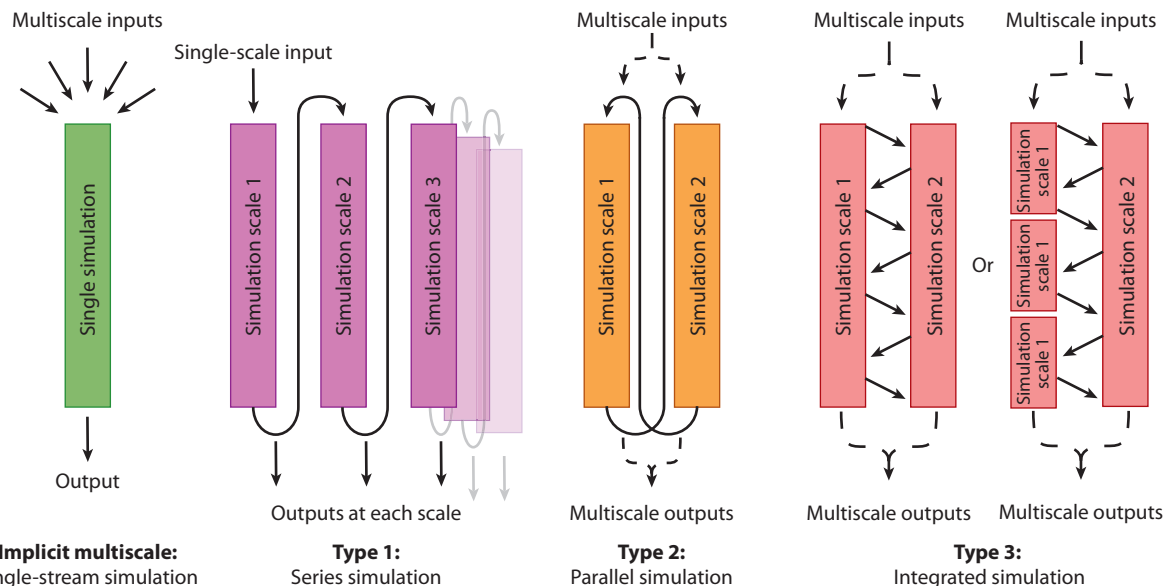 Multiscale inputs
Single-scale input
Multiscale inputs
Multiscale inputs
Multiscale inputs
Single simulation
Simulation scale 1
Simulation scale 2
Simulation scale 3
Simulation scale 1
Simulation scale 2
Simulation scale 1
Simulation scale 2
Or
Simulation
scale 1
Simulation
scale 1
Simulation
scale 1
Simulation scale 2
Output
Outputs at each scale
Multiscale outputs
Multiscale outputs
Multiscale outputs
Implicit multiscale:
ngle-stream simulation
Type 1:
Series simulation
Type 2:
Parallel simulation
Type 3:
Integrated simulation